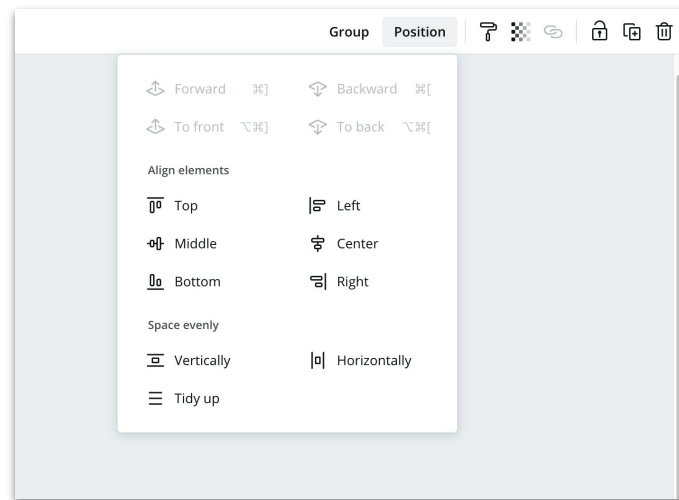 Group Position
Forward ⌘] Backward ⌘[
To front ⌥⌘] To back ⌥⌘[
Align elements
Top Left
Middle Center
Bottom Right
Space evenly
Vertically Horizontally
Tidy up